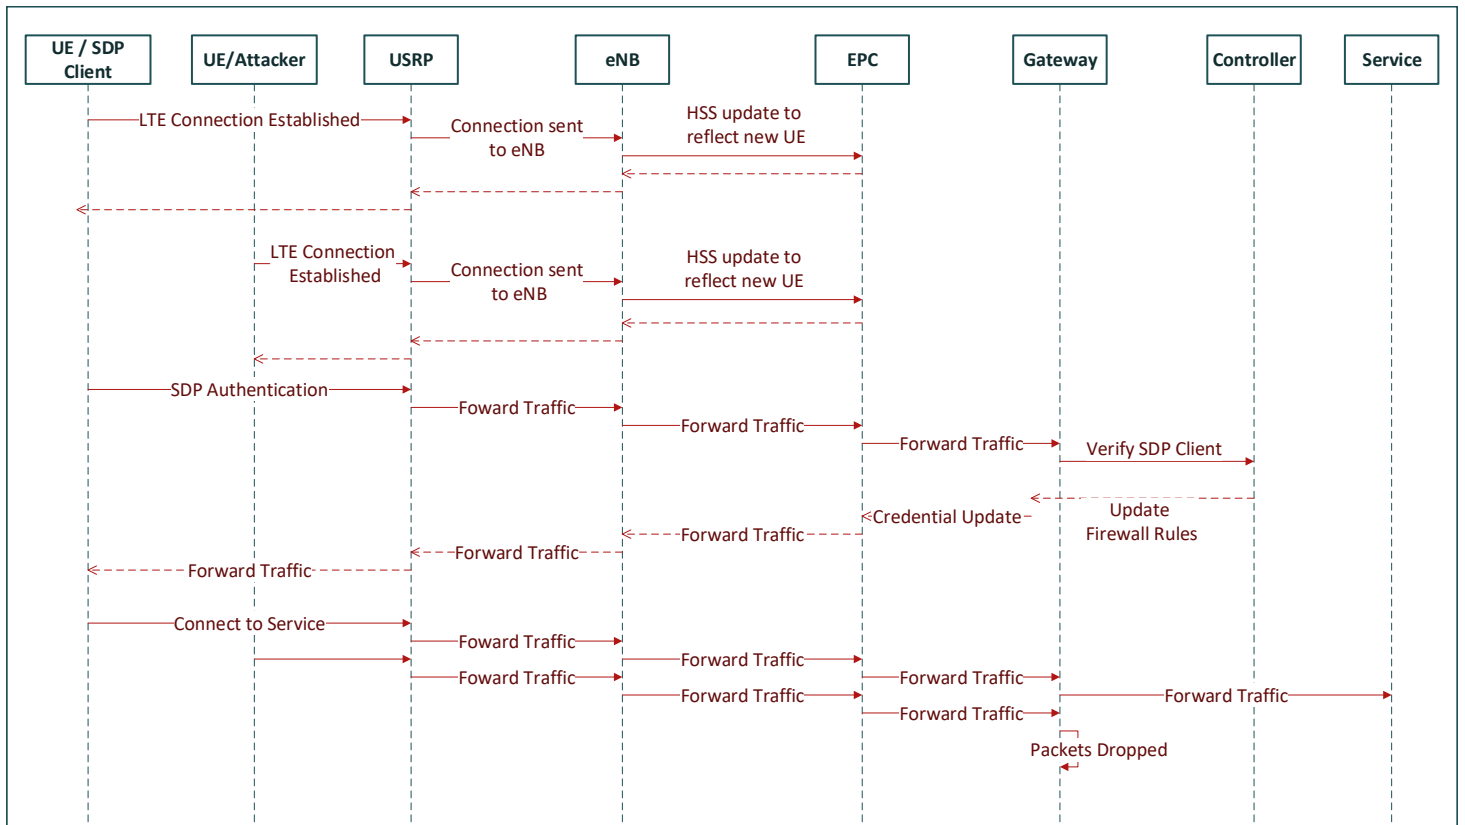 UE / SDP
Client
UE/Attacker
USRP
eNB
EPC
Gateway
Controller
Service
LTE Connection Established
Connection sent
to eNB
HSS update to
reflect new UE
LTE Connection
Established
Connection sent
to eNB
HSS update to
reflect new UE
SDP Authentication
Foward Traffic
Forward Traffic
Forward Traffic
Verify SDP Client
Update
Firewall Rules
Credential Update
Forward Traffic
Forward Traffic
Forward Traffic
Connect to Service
Foward Traffic
Forward Traffic
Foward Traffic
Forward Traffic
Forward Traffic
Forward Traffic
Forward Traffic
Packets Dropped